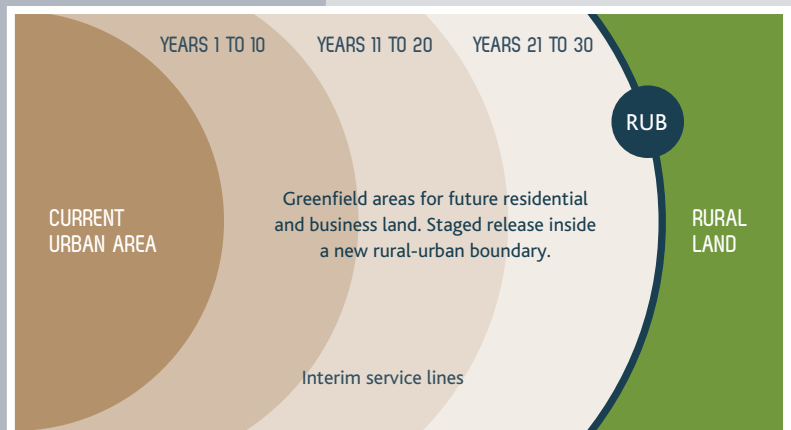 YEARS 1 TO 10
YEARS 11 TO 20
YEARS 21 TO 30
RUB
CURRENT
URBAN AREA
Greenfield areas for future residential
and business land. Staged release inside
a new rural-urban boundary.
RURAL
LAND
Interim service lines